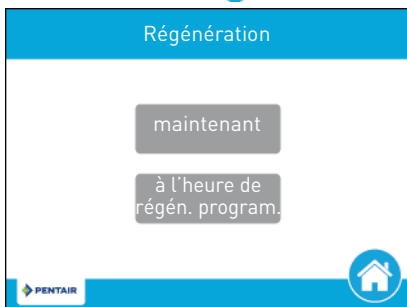 Régénération
maintenant
à l'heure de
régén. program.
PENTAIR